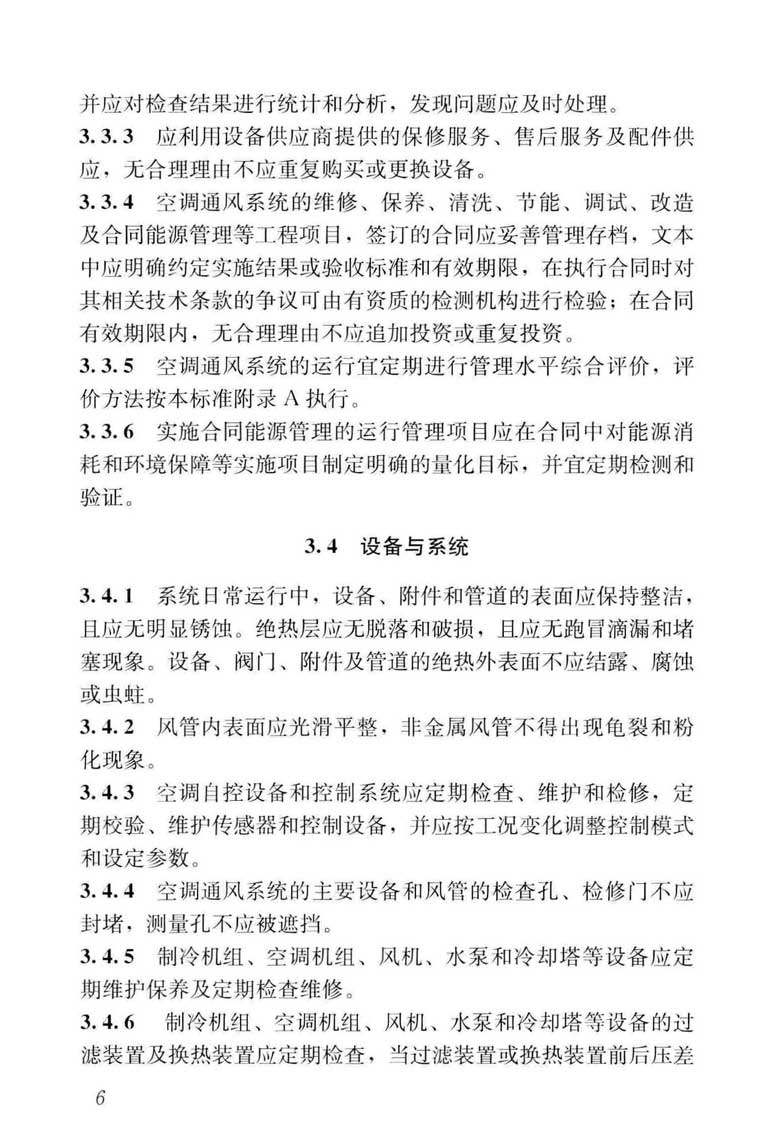 并应对检查结果进行统计和分析，发现问题应及时处理。
3.3.3 应利用设备供应商提供的保修服务、售后服务及配件供
应，无合理理由不应重复购买或更换设备。
3.3.4 空调通风系统的维修、保养、清洗、节能、调试、改造
及合同能源管理等工程项目，签订的合同应妥善管理存档，文本
中应明确约定实施结果或验收标准和有效期限，在执行合同时对
其相关技术条款的争议可由有资质的检测机构进行检验；在合同
有效期限内，无合理理由不应追加投资或重复投资。
3.3.5 空调通风系统的运行宜定期进行管理水平综合评价，评
价方法按本标准附录 A 执行。
3.3.6 实施合同能源管理的运行管理项目应在合同中对能源消
耗和环境保障等实施项目制定明确的量化目标，并宜定期检测和
验证。
3.4 设备与系统
3.4.1 系统日常运行中，设备、附件和管道的表面应保持整洁，
且应无明显锈蚀。绝热层应无脱落和破损，且应无跑冒滴漏和堵
塞现象。设备、阀门、附件及管道的绝热外表面不应结露、腐蚀
或虫蛀。
3.4.2 风管内表面应光滑平整，非金属风管不得出现龟裂和粉
化现象。
3.4.3 空调自控设备和控制系统应定期检查、维护和检修，定
期校验、维护传感器和控制设备，并应按工况变化调整控制模式
和设定参数。
3.4.4 空调通风系统的主要设备和风管的检查孔、检修门不应
封堵，测量孔不应被遮挡。
3.4.5 制冷机组、空调机组、风机、水泵和冷却塔等设备应定
期维护保养及定期检查维修。
3.4.6 制冷机组、空调机组、风机、水泵和冷却塔等设备的过
滤装置及换热装置应定期检查，当过滤装置或换热装置前后压差
6